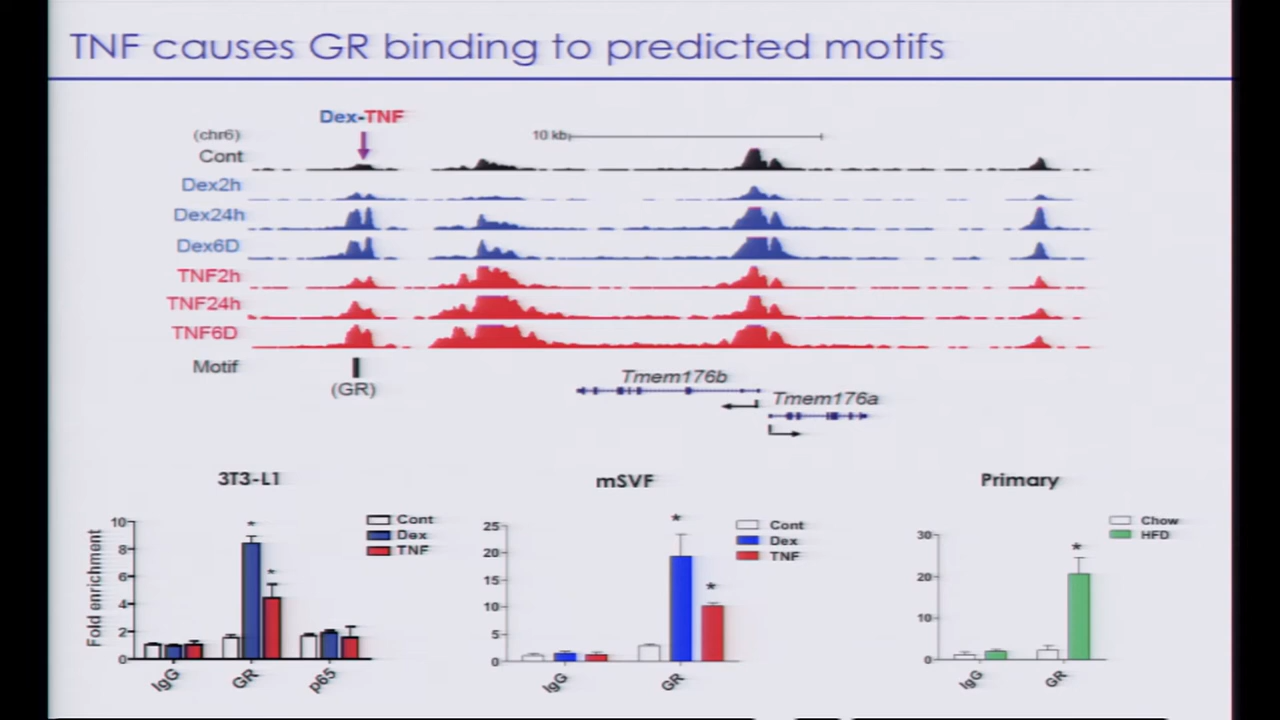 TNF causes GR binding to predicted motifs
Dex-TNF
(chr6)
10 kb
Cont
Dex2h
Dex24h
Dex6D
TNF2h
TNF24h
TNF6D
Motif
(GR)
Tmem176b
Tmem176a
3T3-L1
Fold enrichment
10
8
6
4
2
0
*
*
IgG
GR
p65
Cont
Dex
TNF
mSVF
25
20
15
10
5
0
*
*
IgG
GR
Cont
Dex
TNF
Primary
30
20
10
0
*
IgG
GR
Chow
HFD